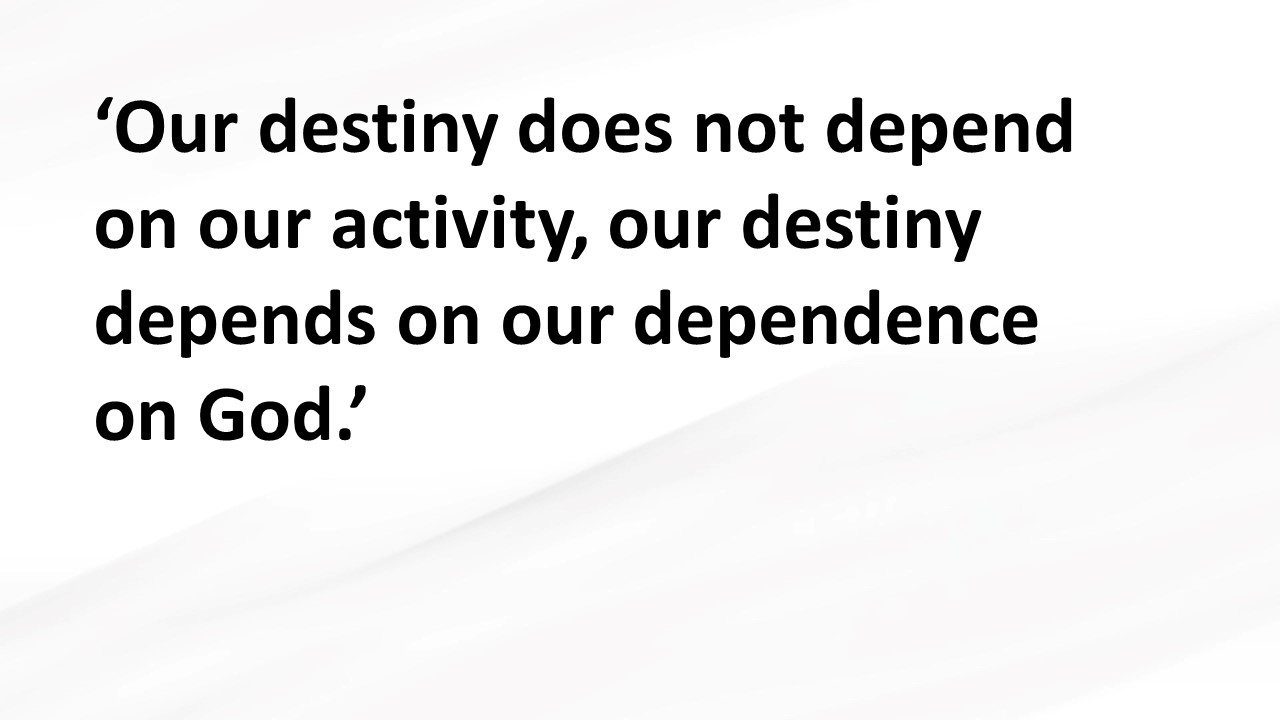 ‘Our destiny does not depend
on our activity, our destiny
depends on our dependence
on God.’